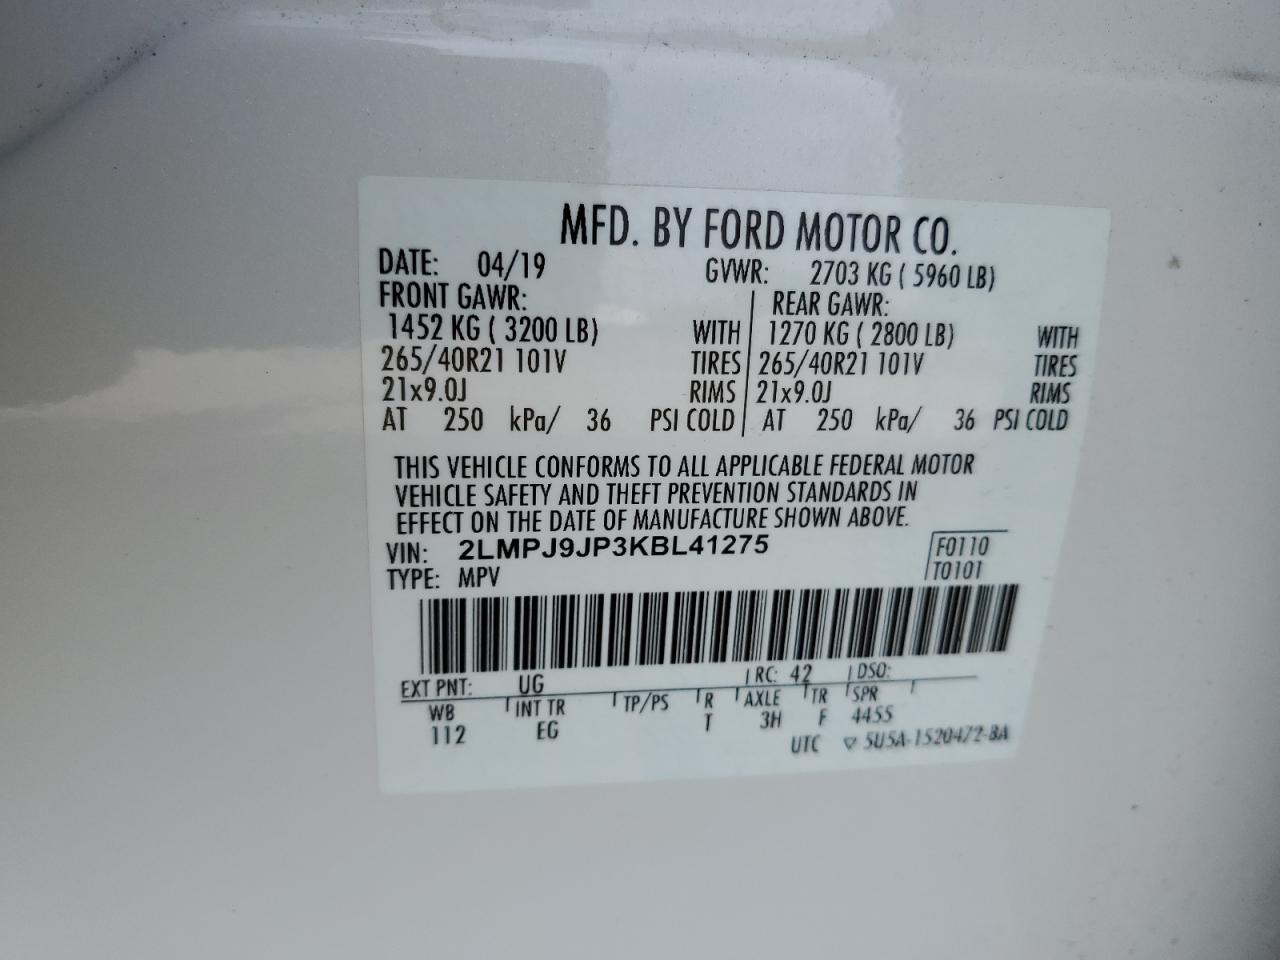 MFD. BY FORD MOTOR CO.
DATE: 04/19 GVWR: 2703 KG ( 5960 LB)
FRONT GAWR: REAR GAWR:
1452 KG ( 3200 LB) WITH 1270 KG ( 2800 LB) WITH
265/40R21 101V TIRES 265/40R21 101V TIRES
21x9.0J RIMS 21x9.0J RIMS
AT 250 kPa/ 36 PSI COLD AT 250 kPa/ 36 PSI COLD
THIS VEHICLE CONFORMS TO ALL APPLICABLE FEDERAL MOTOR
VEHICLE SAFETY AND THEFT PREVENTION STANDARDS IN
EFFECT ON THE DATE OF MANUFACTURE SHOWN ABOVE.
VIN: 2LMPJ9JP3KBL41275 F0110
TYPE: MPV T0101
EXT PNT: UG RC: 42 DSO:
WB INT TR TP/PS R AXLE TR SPR
112 EG T 3H F 4455
UTC ▽ 5U5A-1520472-BA